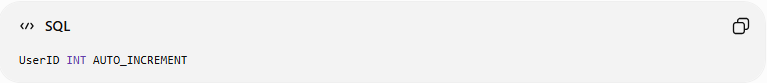 SQL
UserID INT AUTO_INCREMENT